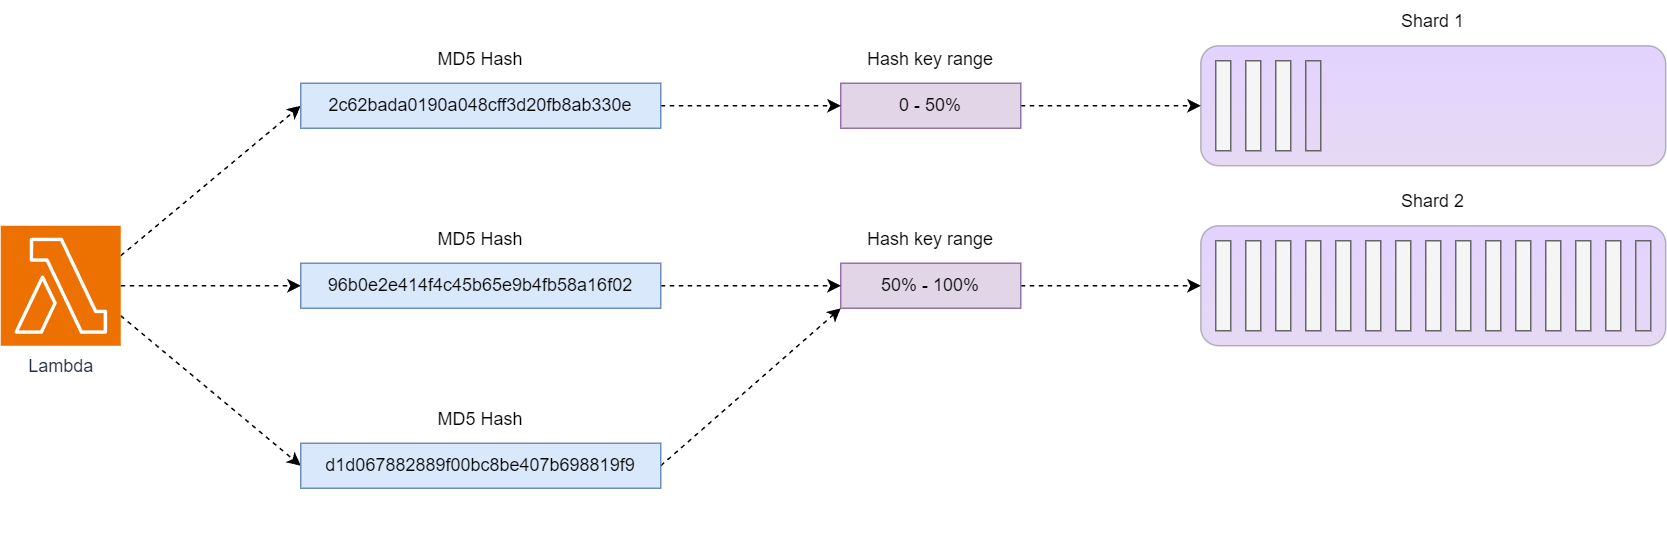 Shard 1
MD5 Hash
Hash key range
2c62bada0190a048cff3d20fb8ab330e
0 - 50%
Shard 2
MD5 Hash
Hash key range
96b0e2e414f4c45b65e9b4fb58a16f02
50% - 100%
Lambda
MD5 Hash
d1d067882889f00bc8be407b698819f9